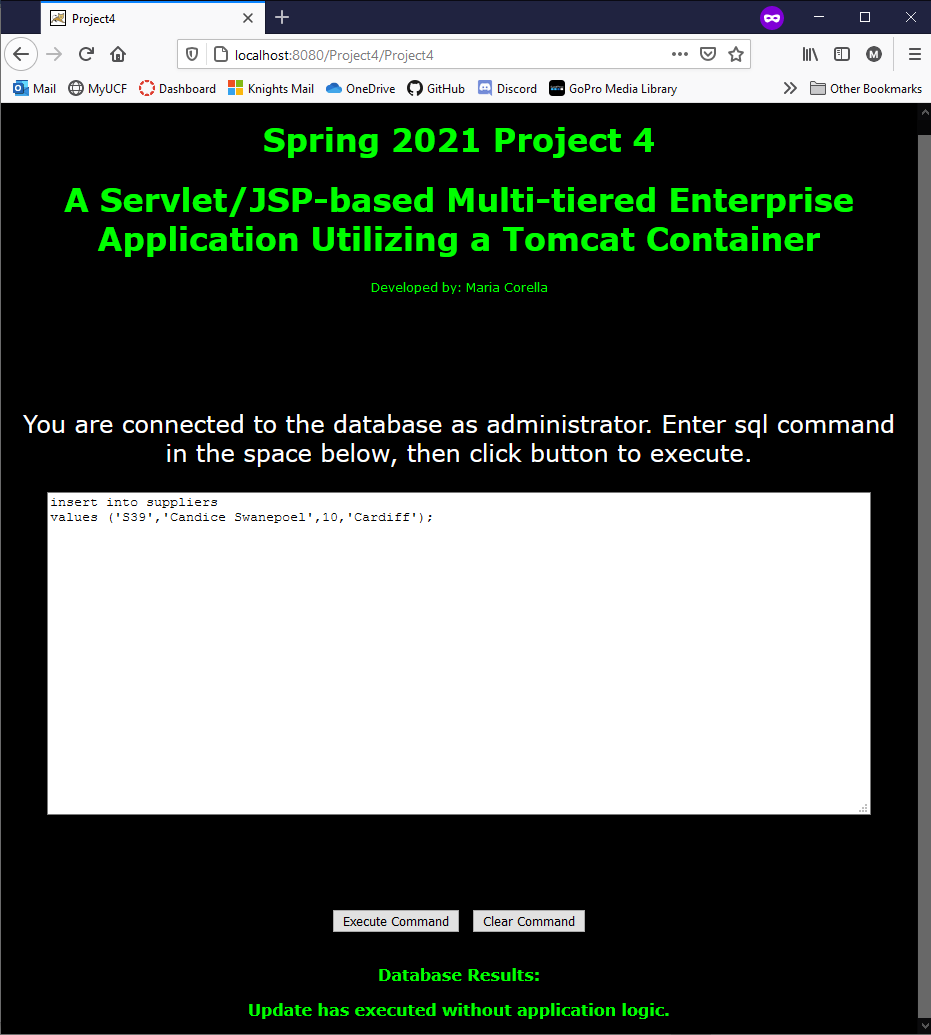 Project4
localhost:8080/Project4/Project4
Mail MyUCF Dashboard Knights Mail OneDrive GitHub Discord GoPro Media Library Other Bookmarks
M
Spring 2021 Project 4
A Servlet/JSP-based Multi-tiered Enterprise
Application Utilizing a Tomcat Container
Developed by: Maria Corella
You are connected to the database as administrator. Enter sql command
in the space below, then click button to execute.
insert into suppliers
values ('S39','Candice Swanepoel',10,'Cardiff');
Execute Command Clear Command
Database Results:
Update has executed without application logic.